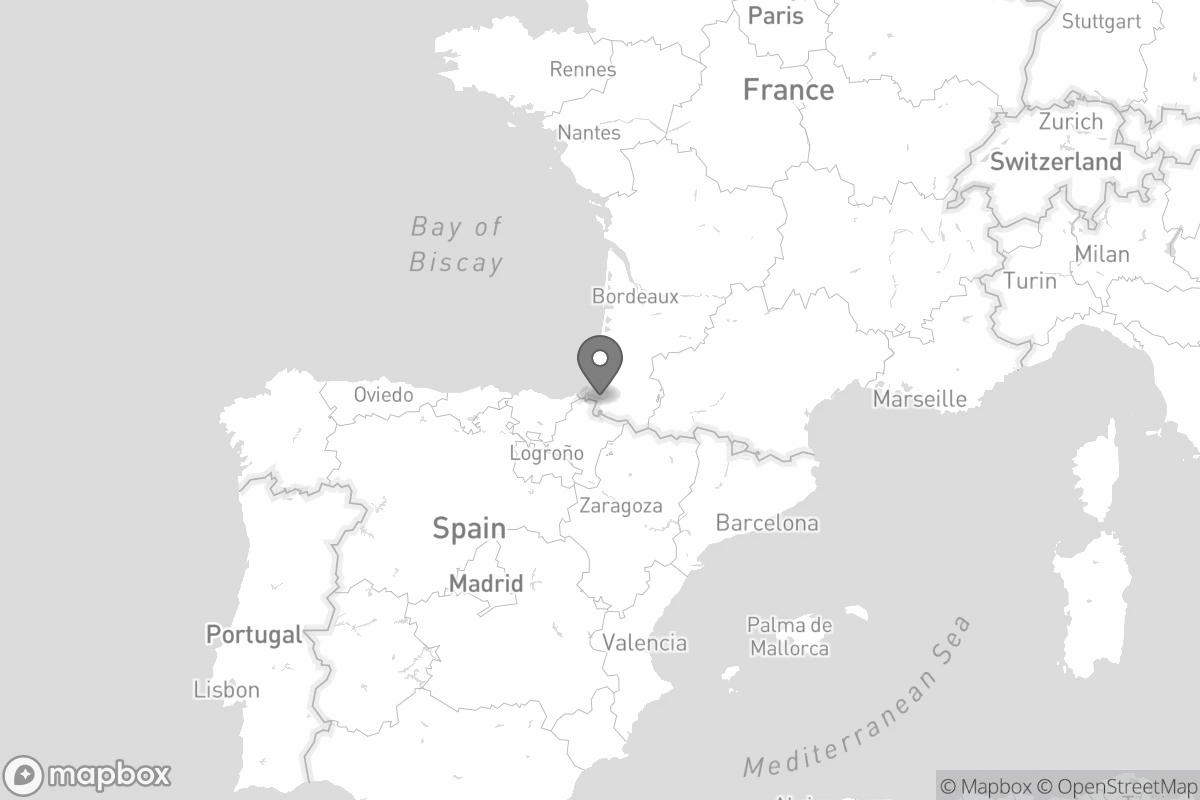 Paris
Stuttgart
Rennes
France
Nantes
Zurich
Switzerland
Bay of
Biscay
Milan
Turin
Bordeaux
Oviedo
Marseille
Logroño
Zaragoza
Barcelona
Spain
Madrid
Palma de
Mallorca
Portugal
Valencia
Lisbon
Mediterranean Sea
mapbox
© Mapbox © OpenStreetMap